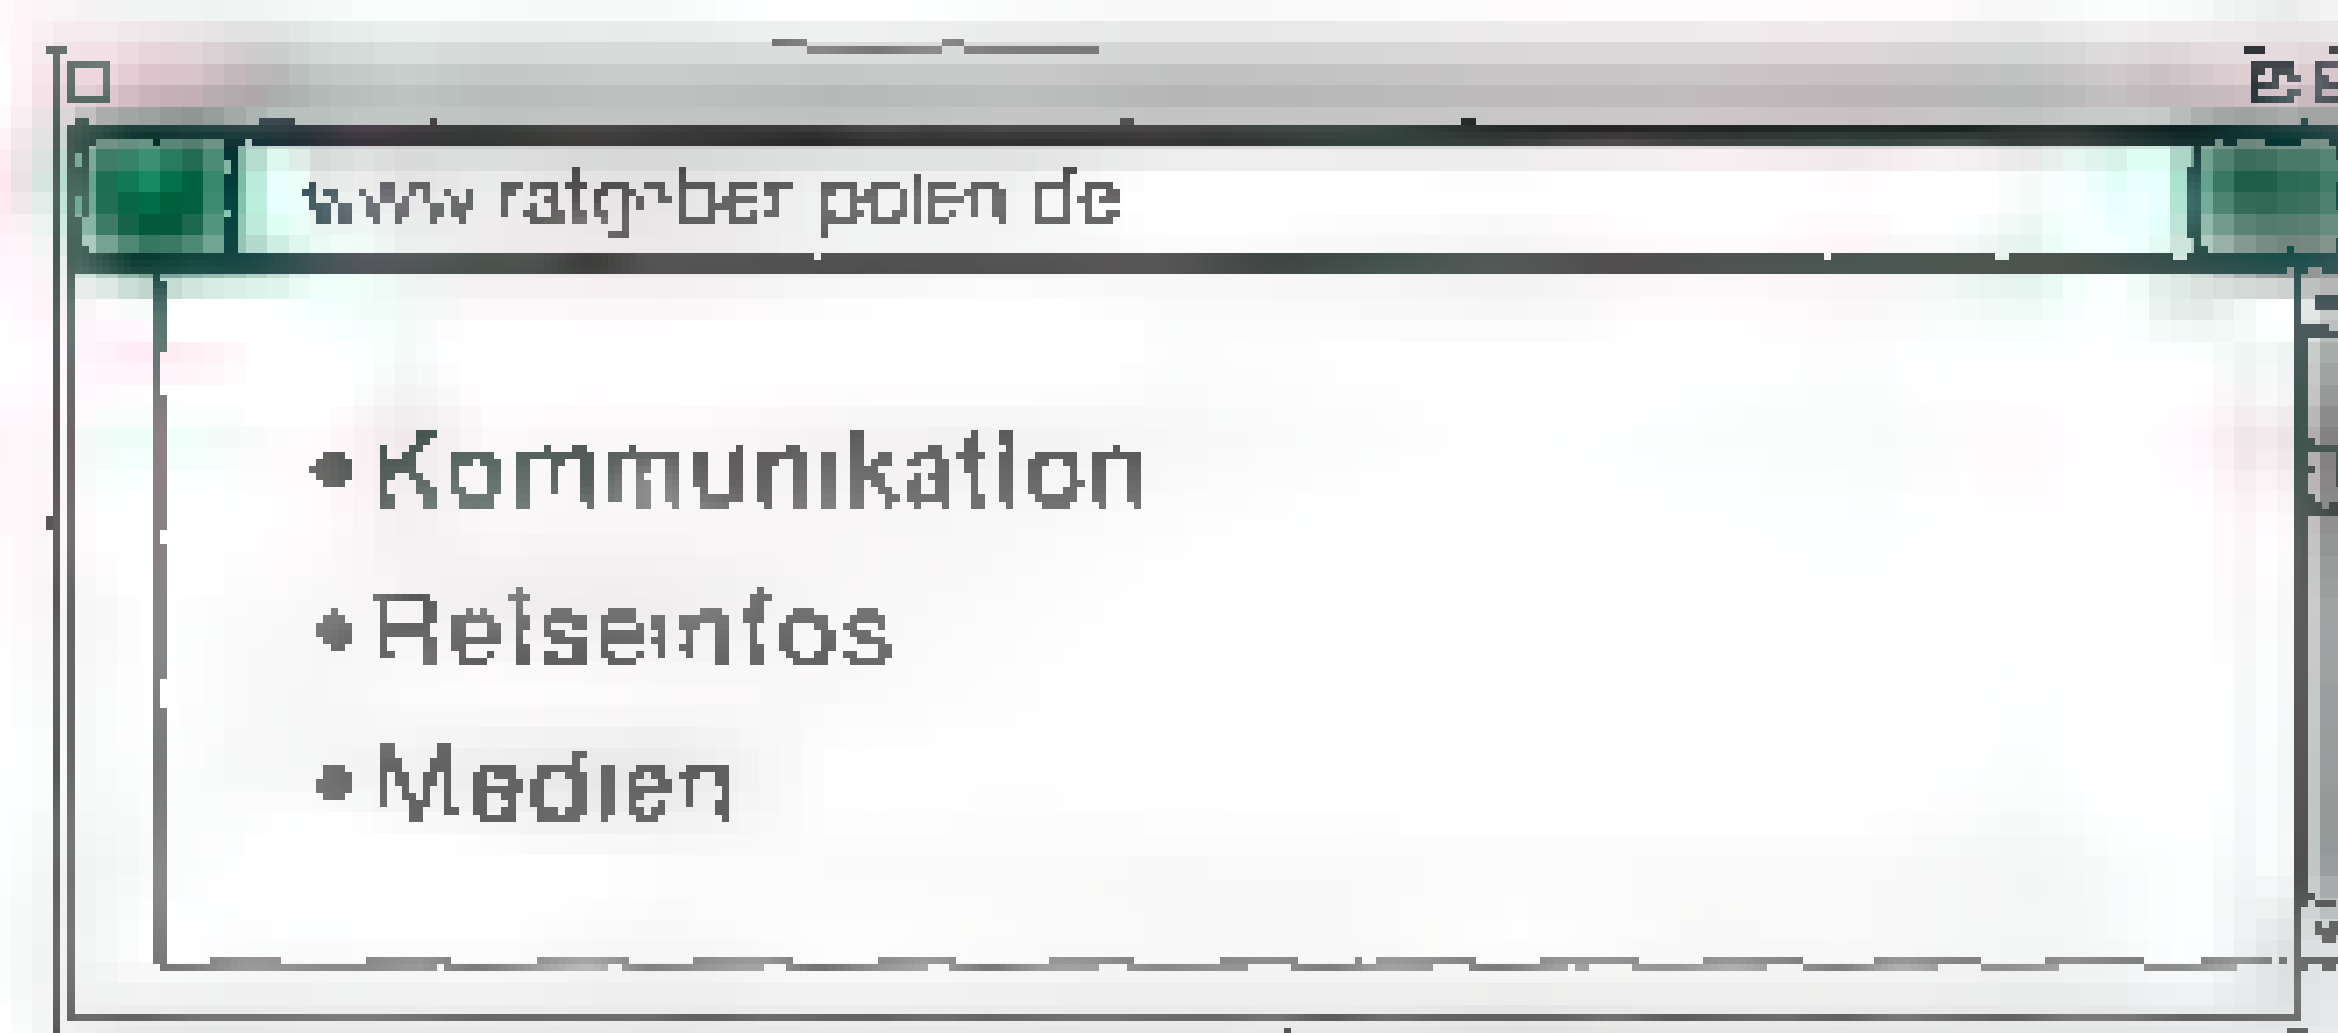 www ratgeber polen de
• Kommunikation
• Reiseinfos
• Medien